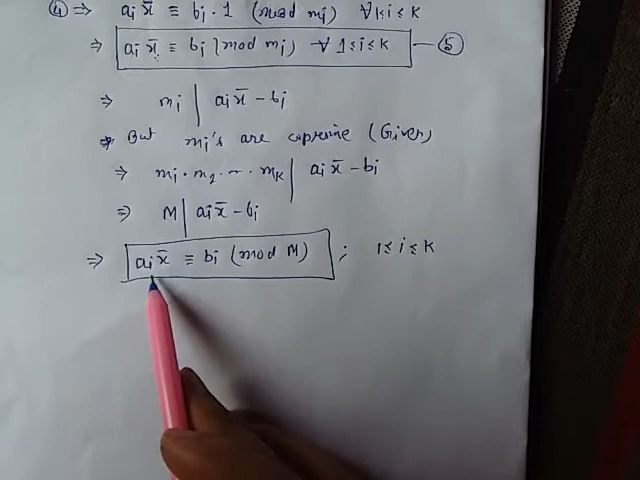 ④ ⇒ aᵢ x̄ ≡ bᵢ · 1 (mod mᵢ) ∀ 1≤i≤k
⇒ aᵢ x̄ ≡ bᵢ (mod mᵢ) ∀ 1≤i≤k — ⑤
⇒ mᵢ | aᵢ x̄ − bᵢ
⇒ But mᵢ's are coprime (Given)
⇒ m₁ · m₂ · ... · mₖ | aᵢ x̄ − bᵢ
⇒ M | aᵢ x̄ − bᵢ
⇒ aᵢ x̄ ≡ bᵢ (mod M) ; 1≤ i ≤ k